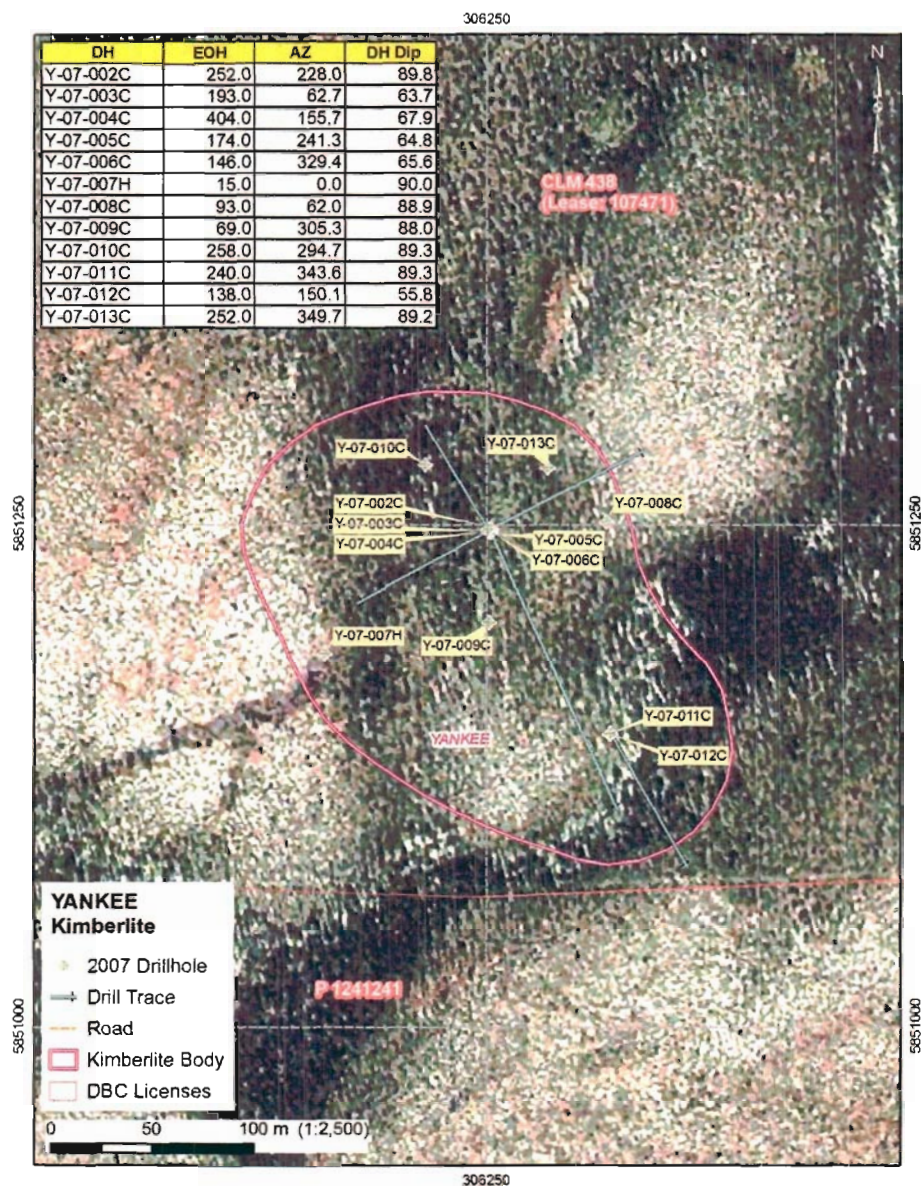 306250
DH EOH AZ DH Dip
Y-07-002C 252.0 228.0 89.8
Y-07-003C 193.0 62.7 63.7
Y-07-004C 404.0 155.7 67.9
Y-07-005C 174.0 241.3 64.8
Y-07-006C 146.0 329.4 65.6
Y-07-007H 15.0 0.0 90.0
Y-07-008C 93.0 62.0 88.9
Y-07-009C 69.0 305.3 88.0
Y-07-010C 258.0 294.7 89.3
Y-07-011C 240.0 343.6 89.3
Y-07-012C 138.0 150.1 55.8
Y-07-013C 252.0 349.7 89.2
N
CLM 438
(Lease: 107471)
Y-07-010C
Y-07-013C
Y-07-002C
Y-07-008C
Y-07-003C
Y-07-004C
Y-07-005C
Y-07-006C
5851250
5851250
Y-07-007H
Y-07-009C
Y-07-011C
YANKEE
Y-07-012C
YANKEE
Kimberlite
2007 Drillhole
Drill Trace
Road
Kimberlite Body
DBC Licenses
P 1241241
5851000
5851000
0 50 100 m (1:2,500)
306250